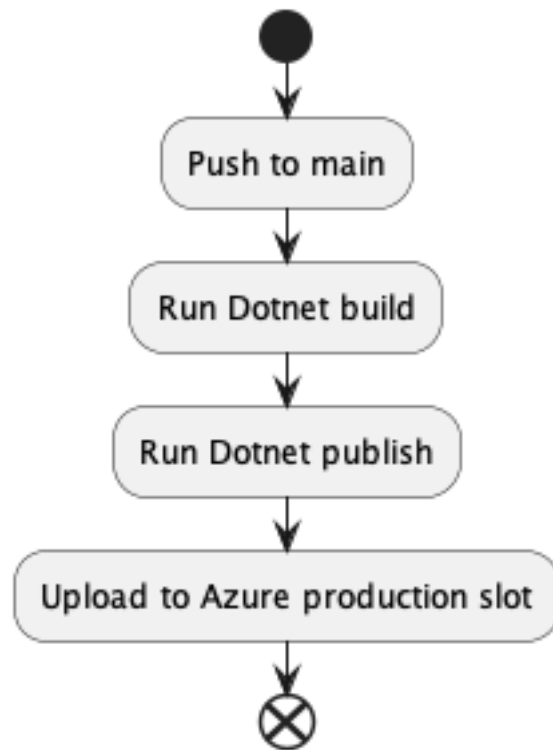 Push to main
Run Dotnet build
Run Dotnet publish
Upload to Azure production slot